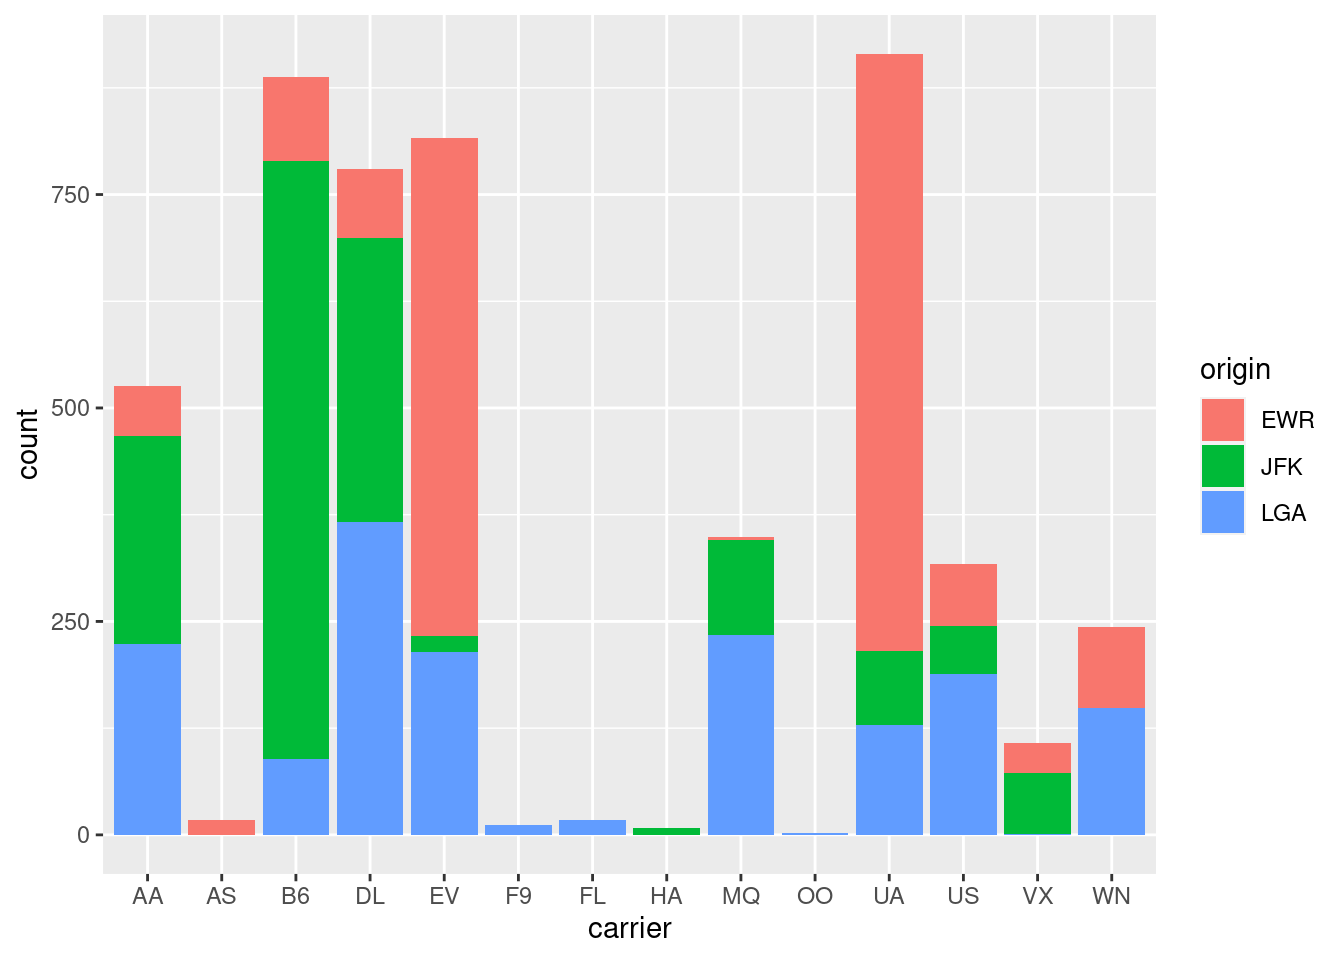 count
750
500
250
0
AA AS B6 DL EV F9 FL HA MQ OO UA US VX WN
carrier
origin
EWR
JFK
LGA